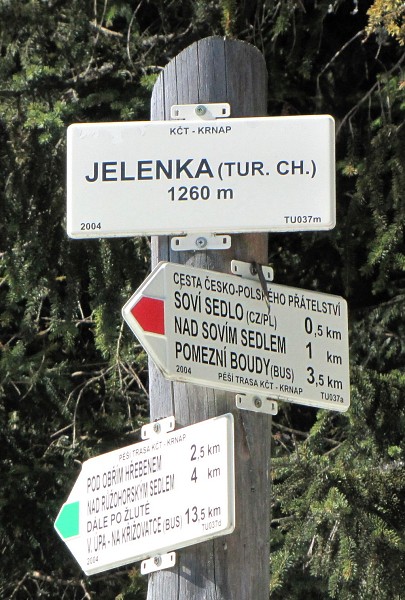 KČT - KRNAP
JELENKA (TUR. CH.)
1260 m
2004 TU037m
CESTA ČESKO-POLSKÉHO PŘÁTELSTVÍ
SOVÍ SEDLO (CZ/PL) 0,5 km
NAD SOVÍM SEDLEM 1 km
POMEZNÍ BOUDY (BUS) 3,5 km
2004 PĚŠÍ TRASA KČT - KRNAP TU037a
PĚŠÍ TRASA KČT - KRNAP
POD OBŘÍM HŘEBENEM 2,5 km
NAD RŮŽOHORSKÝM SEDLEM 4 km
DÁLE PO ŽLUTÉ
V. ÚPA - NA KŘIŽOVATCE (BUS) 13,5 km
2004 TU037d